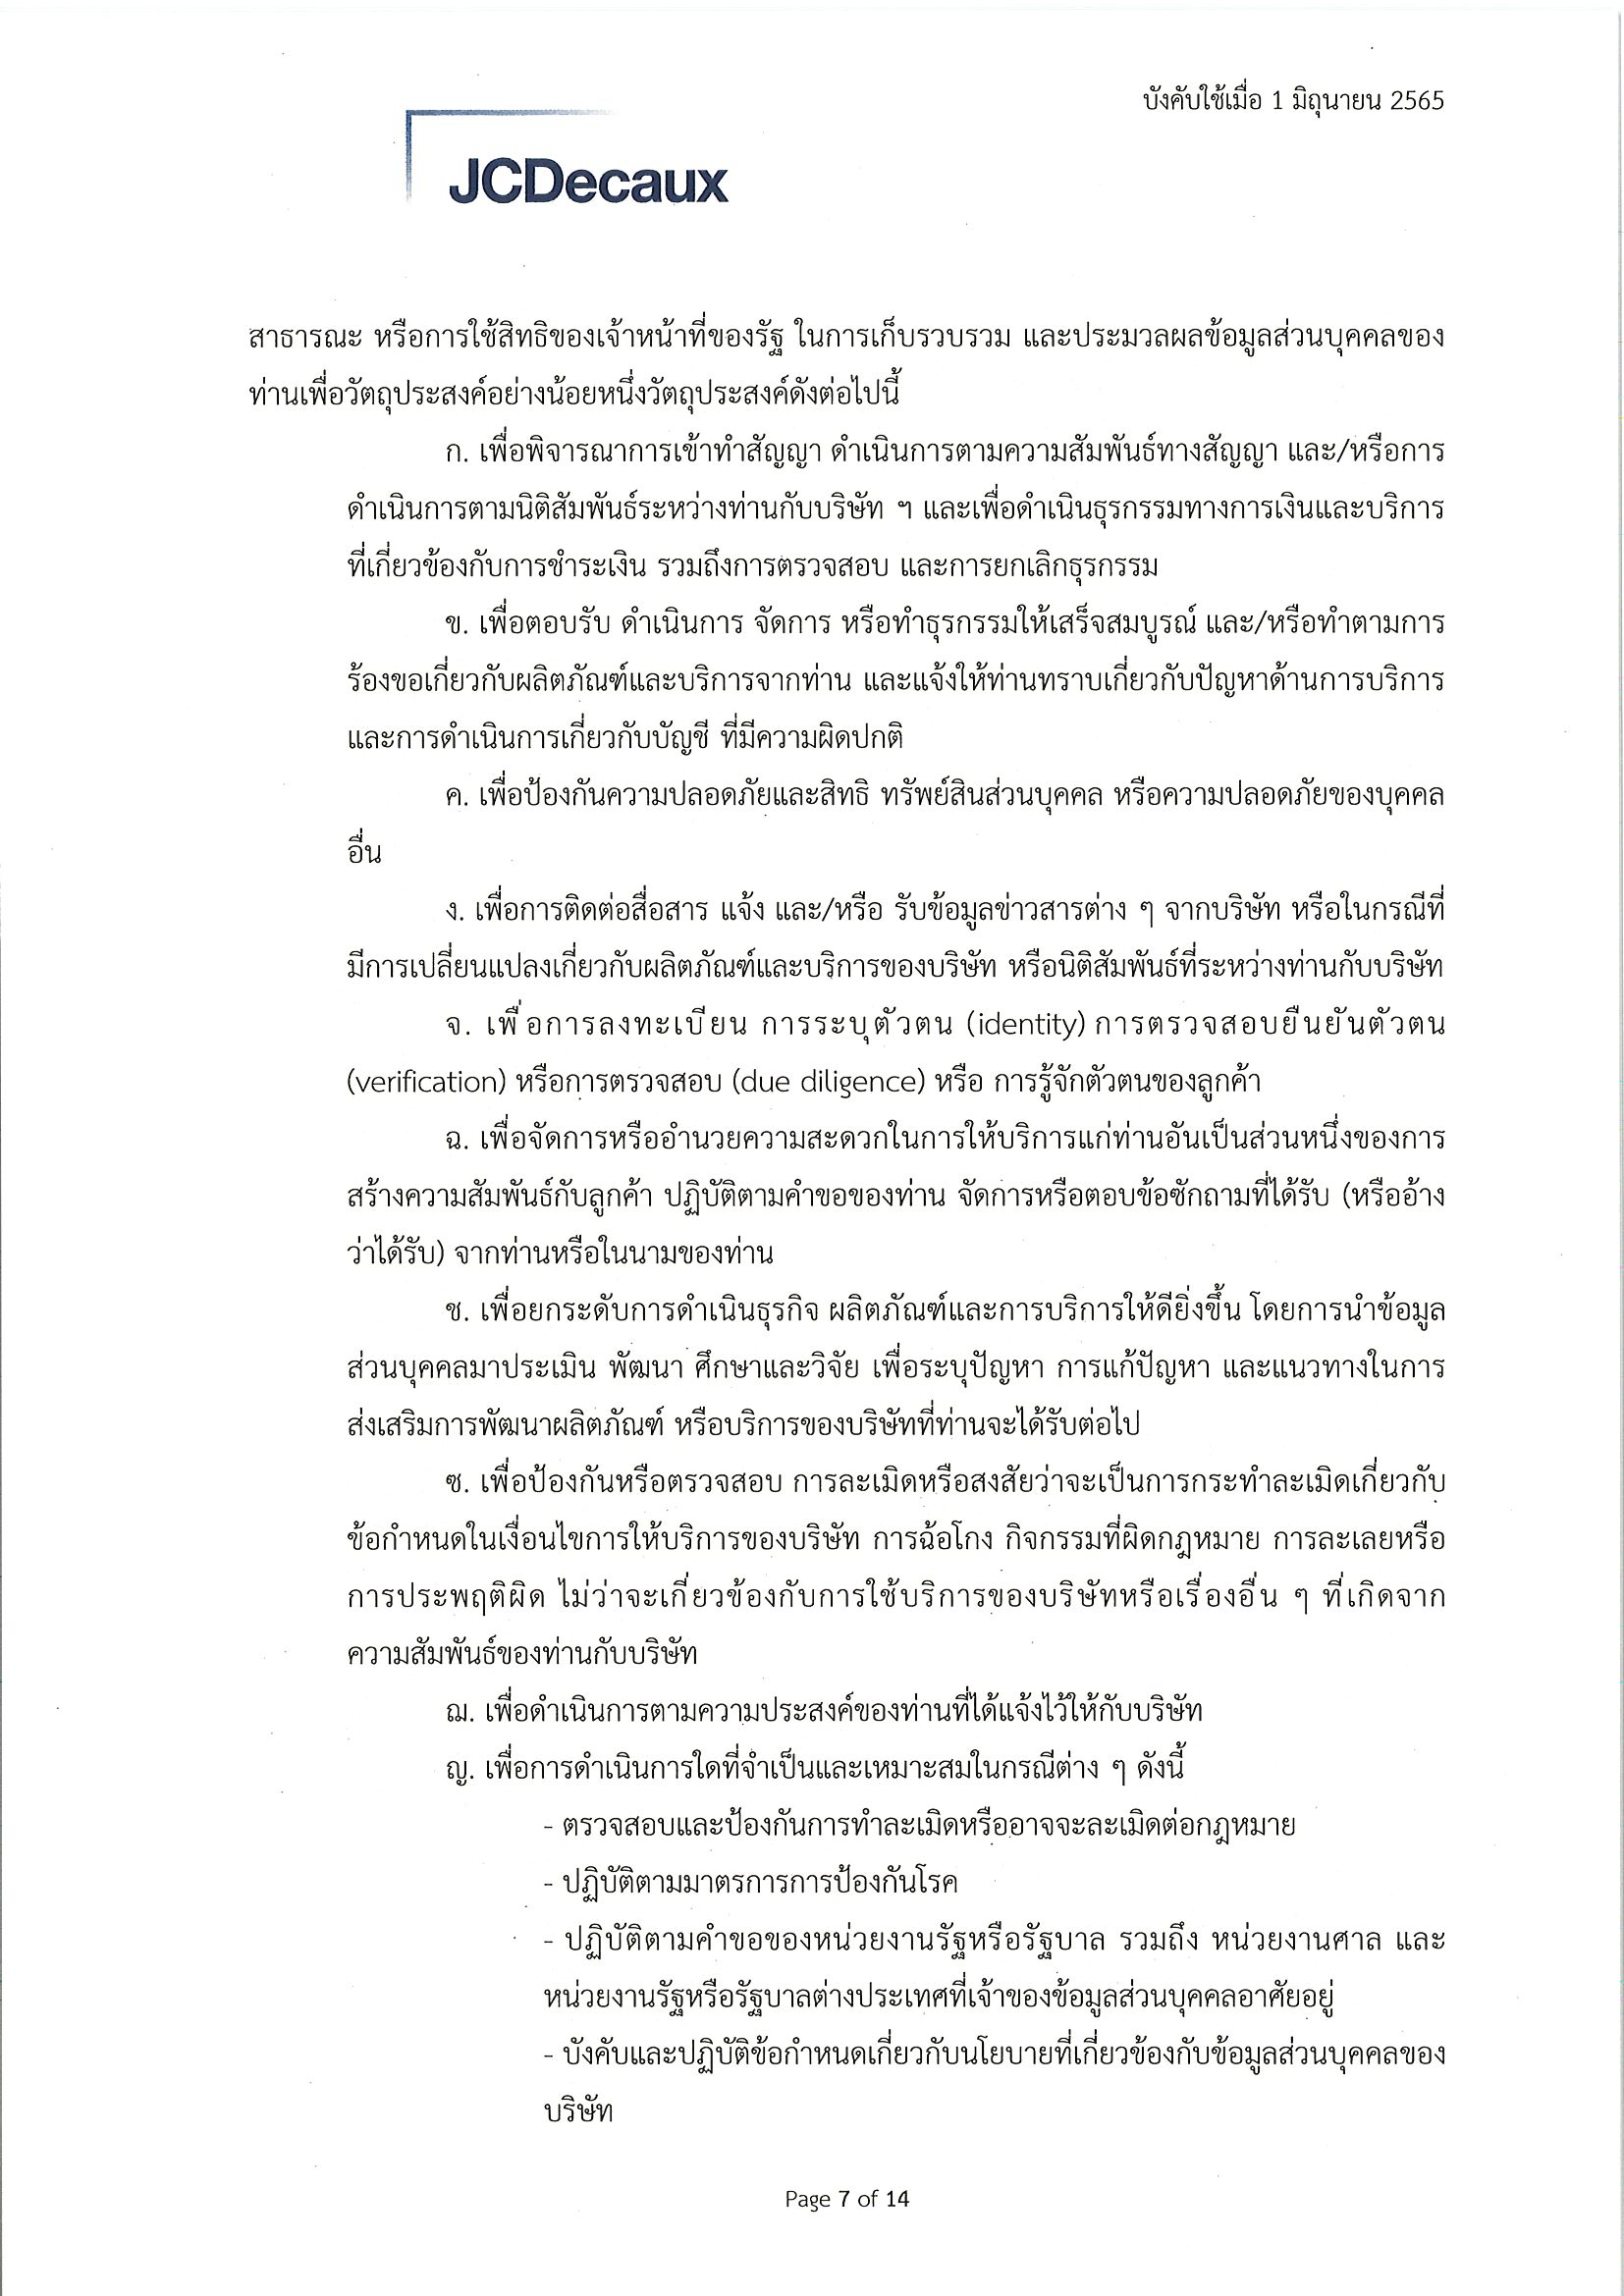 บังคับใช้เมื่อ 1 มิถุนายน 2565
JCDecaux
สาธารณะ หรือการใช้สิทธิของเจ้าหน้าที่ของรัฐ ในการเก็บรวบรวม และประมวลผลข้อมูลส่วนบุคคลของ
ท่านเพื่อวัตถุประสงค์อย่างน้อยหนึ่งวัตถุประสงค์ดังต่อไปนี้
ก. เพื่อพิจารณาการเข้าทำสัญญา ดำเนินการตามความสัมพันธ์ทางสัญญา และ/หรือการ
ดำเนินการตามนิติสัมพันธ์ระหว่างท่านกับบริษัท ฯ และเพื่อดำเนินธุรกรรมทางการเงินและบริการ
ที่เกี่ยวข้องกับการชำระเงิน รวมถึงการตรวจสอบ และการยกเลิกธุรกรรม
ข. เพื่อตอบรับ ดำเนินการ จัดการ หรือทำธุรกรรมให้เสร็จสมบูรณ์ และ/หรือทำตามการ
ร้องขอเกี่ยวกับผลิตภัณฑ์และบริการจากท่าน และแจ้งให้ท่านทราบเกี่ยวกับปัญหาด้านการบริการ
และการดำเนินการเกี่ยวกับบัญชี ที่มีความผิดปกติ
ค. เพื่อป้องกันความปลอดภัยและสิทธิ ทรัพย์สินส่วนบุคคล หรือความปลอดภัยของบุคคล
อื่น
ง. เพื่อการติดต่อสื่อสาร แจ้ง และ/หรือ รับข้อมูลข่าวสารต่าง ๆ จากบริษัท หรือในกรณีที่
มีการเปลี่ยนแปลงเกี่ยวกับผลิตภัณฑ์และบริการของบริษัท หรือนิติสัมพันธ์ที่ระหว่างท่านกับบริษัท
จ. เพื่อการลงทะเบียน การระบุตัวตน (identity) การตรวจสอบยืนยันตัวตน
(verification) หรือการตรวจสอบ (due diligence) หรือ การรู้จักตัวตนของลูกค้า
ฉ. เพื่อจัดการหรืออำนวยความสะดวกในการให้บริการแก่ท่านอันเป็นส่วนหนึ่งของการ
สร้างความสัมพันธ์กับลูกค้า ปฏิบัติตามคำขอของท่าน จัดการหรือตอบข้อซักถามที่ได้รับ (หรืออ้าง
ว่าได้รับ) จากท่านหรือในนามของท่าน
ช. เพื่อยกระดับการดำเนินธุรกิจ ผลิตภัณฑ์และการบริการให้ดียิ่งขึ้น โดยการนำข้อมูล
ส่วนบุคคลมาประเมิน พัฒนา ศึกษาและวิจัย เพื่อระบุปัญหา การแก้ปัญหา และแนวทางในการ
ส่งเสริมการพัฒนาผลิตภัณฑ์ หรือบริการของบริษัทที่ท่านจะได้รับต่อไป
ซ. เพื่อป้องกันหรือตรวจสอบ การละเมิดหรือสงสัยว่าจะเป็นการกระทำละเมิดเกี่ยวกับ
ข้อกำหนดในเงื่อนไขการให้บริการของบริษัท การฉ้อโกง กิจกรรมที่ผิดกฎหมาย การละเลยหรือ
การประพฤติผิด ไม่ว่าจะเกี่ยวข้องกับการใช้บริการของบริษัทหรือเรื่องอื่น ๆ ที่เกิดจาก
ความสัมพันธ์ของท่านกับบริษัท
ฌ. เพื่อดำเนินการตามความประสงค์ของท่านที่ได้แจ้งไว้ให้กับบริษัท
ญ. เพื่อการดำเนินการใดที่จำเป็นและเหมาะสมในกรณีต่าง ๆ ดังนี้
- ตรวจสอบและป้องกันการทำละเมิดหรืออาจจะละเมิดต่อกฎหมาย
- ปฏิบัติตามมาตรการการป้องกันโรค
- ปฏิบัติตามคำขอของหน่วยงานรัฐหรือรัฐบาล รวมถึง หน่วยงานศาล และ
หน่วยงานรัฐหรือรัฐบาลต่างประเทศที่เจ้าของข้อมูลส่วนบุคคลอาศัยอยู่
- บังคับและปฏิบัติข้อกำหนดเกี่ยวกับนโยบายที่เกี่ยวข้องกับข้อมูลส่วนบุคคลของ
บริษัท
Page 7 of 14